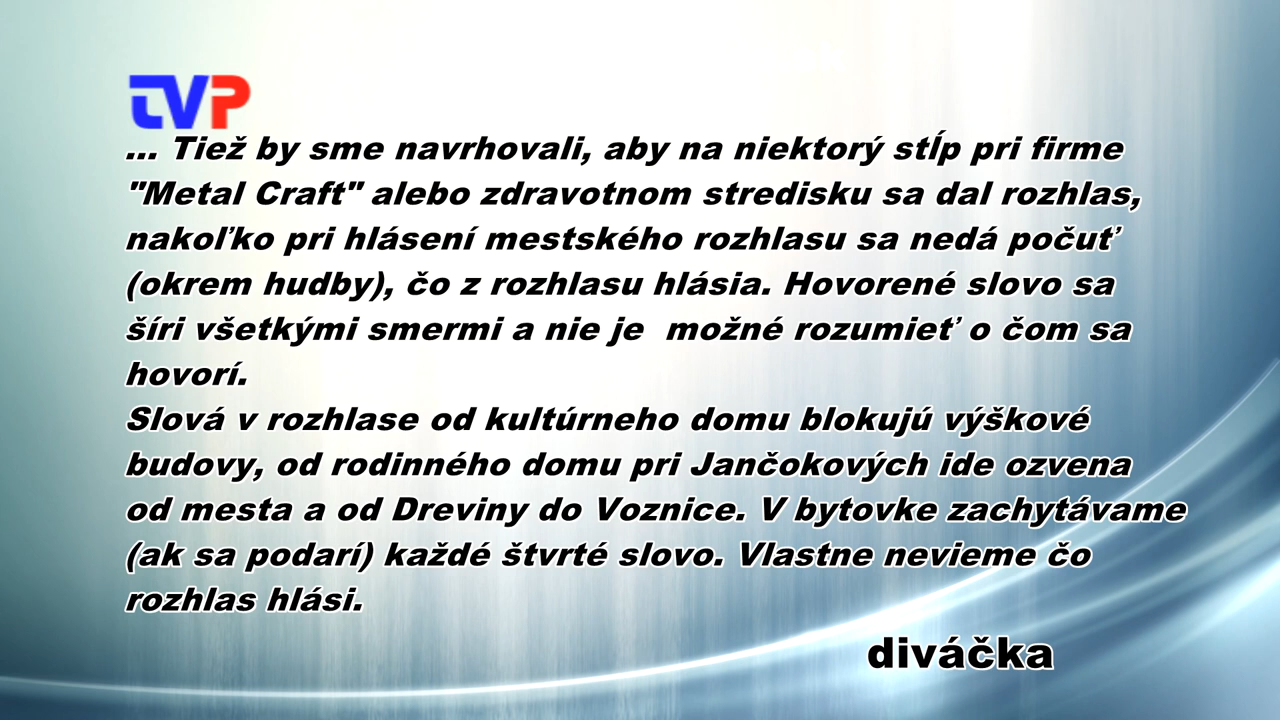 TVP
... Tiež by sme navrhovali, aby na niektorý stĺp pri firme
"Metal Craft" alebo zdravotnom stredisku sa dal rozhlas,
nakoľko pri hlásení mestského rozhlasu sa nedá počuť
(okrem hudby), čo z rozhlasu hlásia. Hovorené slovo sa
šíri všetkými smermi a nie je  možné rozumieť o čom sa
hovorí.
Slová v rozhlase od kultúrneho domu blokujú výškové
budovy, od rodinného domu pri Jančokových ide ozvena
od mesta a od Dreviny do Voznice. V bytovke zachytávame
(ak sa podarí) každé štvrté slovo. Vlastne nevieme čo
rozhlas hlási.
diváčka